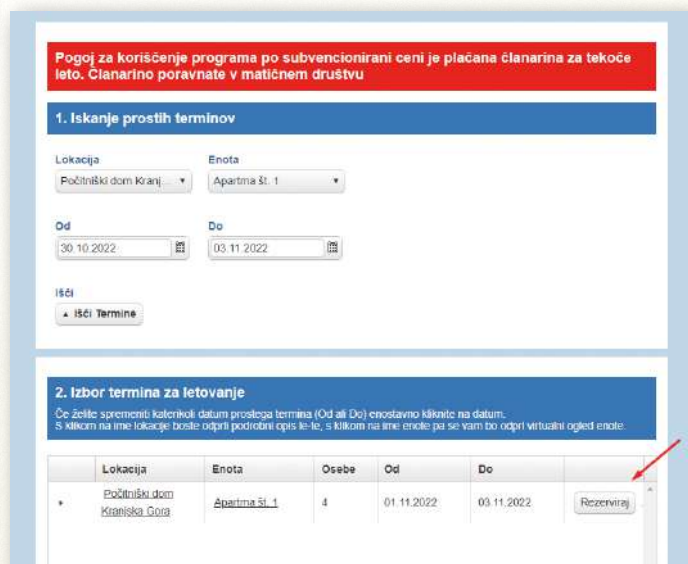 Pogoj za koriščenje programa po subvencionirani ceni je plačana članarina za tekoče
leto. Članarino poravnate v matičnem društvu
1. Iskanje prostih terminov
Lokacija Enota
Počitniški dom Kranj... Apartma št. 1
Od Do
30.10.2022 03.11.2022
Išči
Išči Termine
2. Izbor termina za letovanje
Če želite spremeniti katerikoli datum prostega termina (Od ali Do) enostavno kliknite na datum.
S klikom na ime lokacije boste odprli podrobni opis le-te, s klikom na ime enote pa se vam bo odprl virtualni ogled enote.
Lokacija Enota Osebe Od Do
Počitniški dom
Kranjska Gora Apartma št. 1 4 01.11.2022 03.11.2022 Rezerviraj